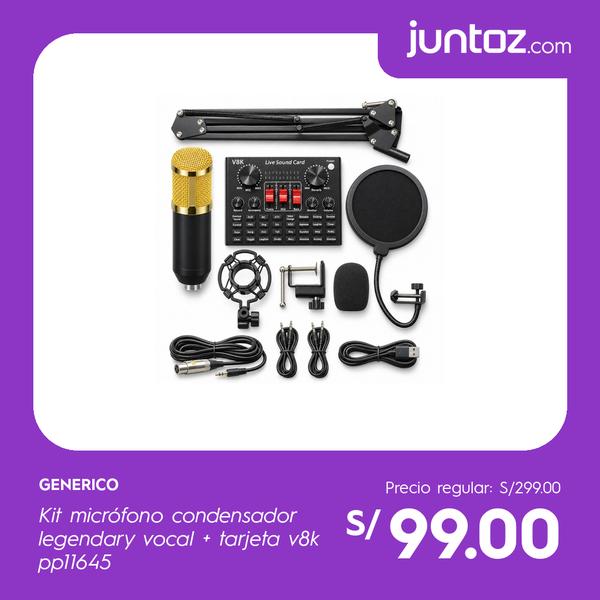 juntoz.com
V8K
Live Sound Card
GENERICO
Kit micrófono condensador
legendary vocal + tarjeta v8k
pp11645
Precio regular: S/299.00
S/ 99.00